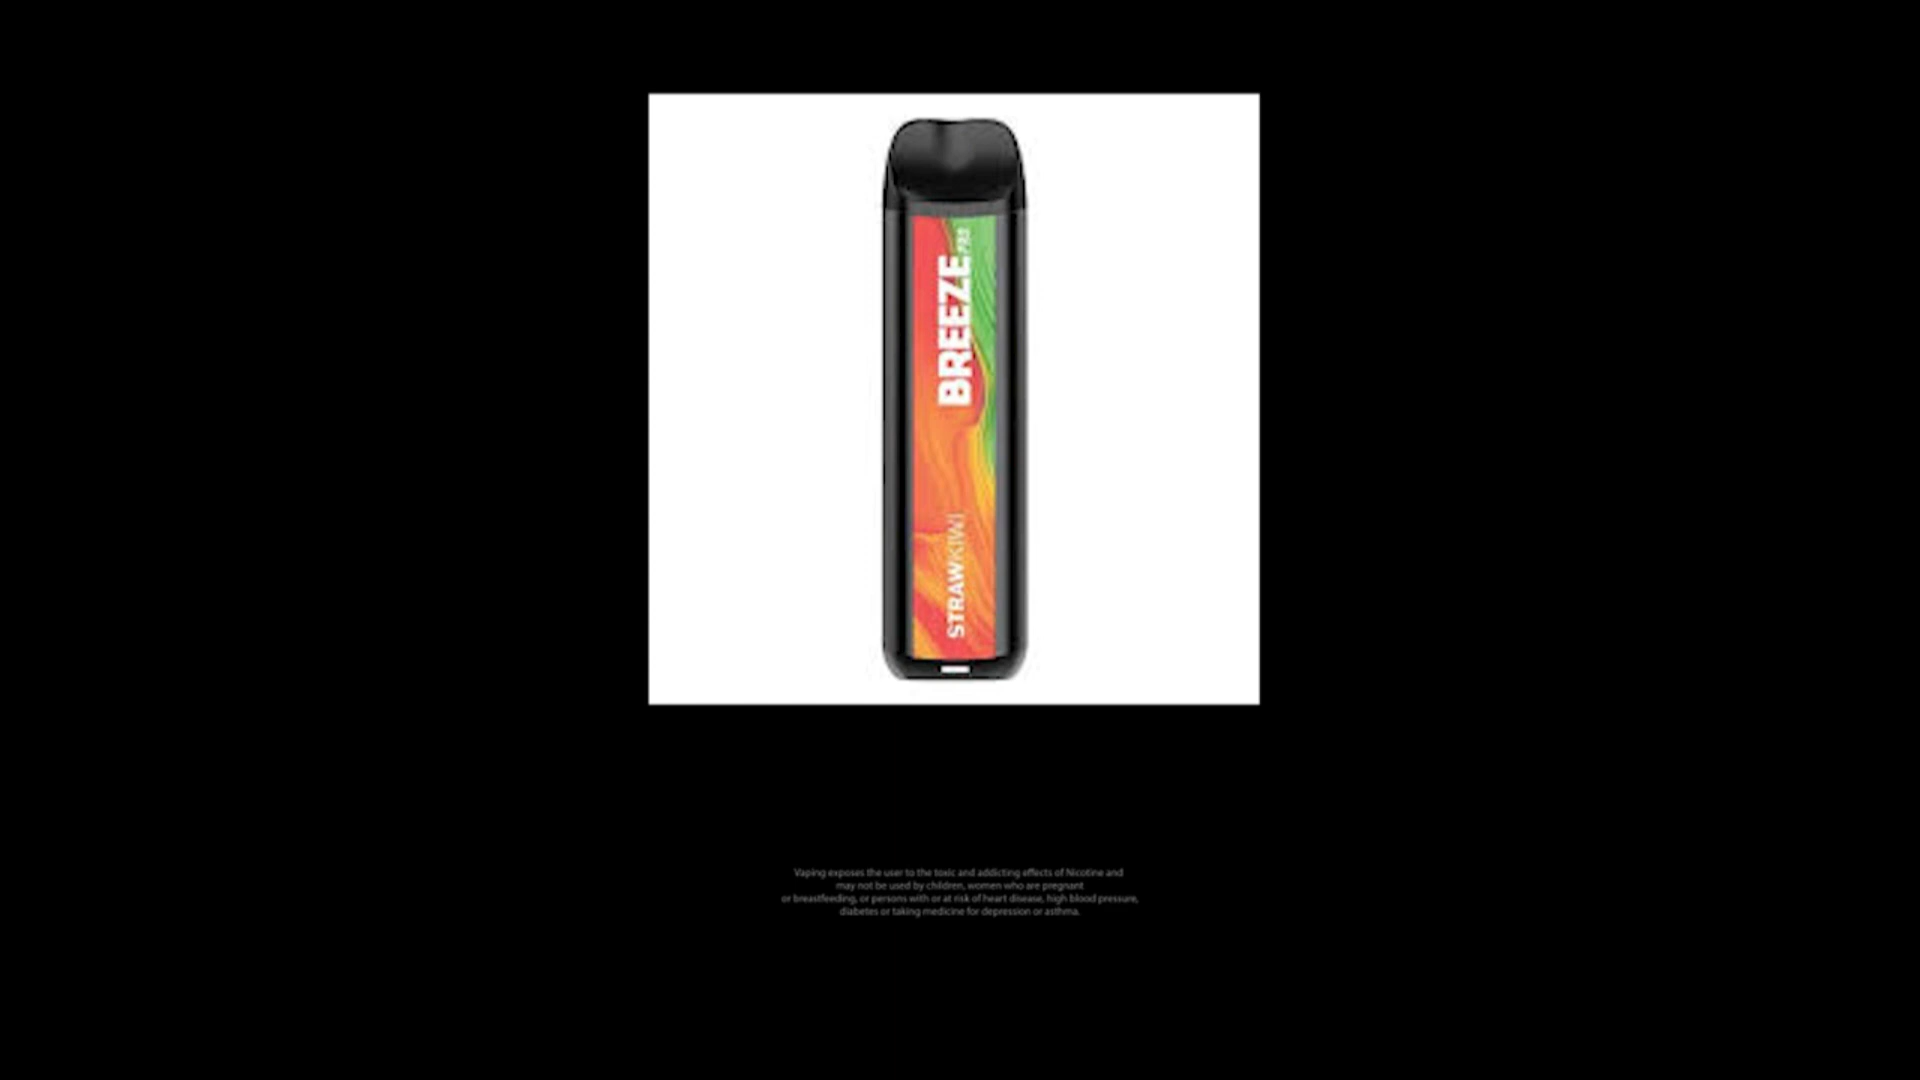 BREEZE PRO
STRAWKIWI
Vaping exposes the user to the toxic and addicting effects of Nicotine and
may not be used by children, women who are pregnant
or breastfeeding, or persons with or at risk of heart disease, high blood pressure,
diabetes or taking medicine for depression or asthma.